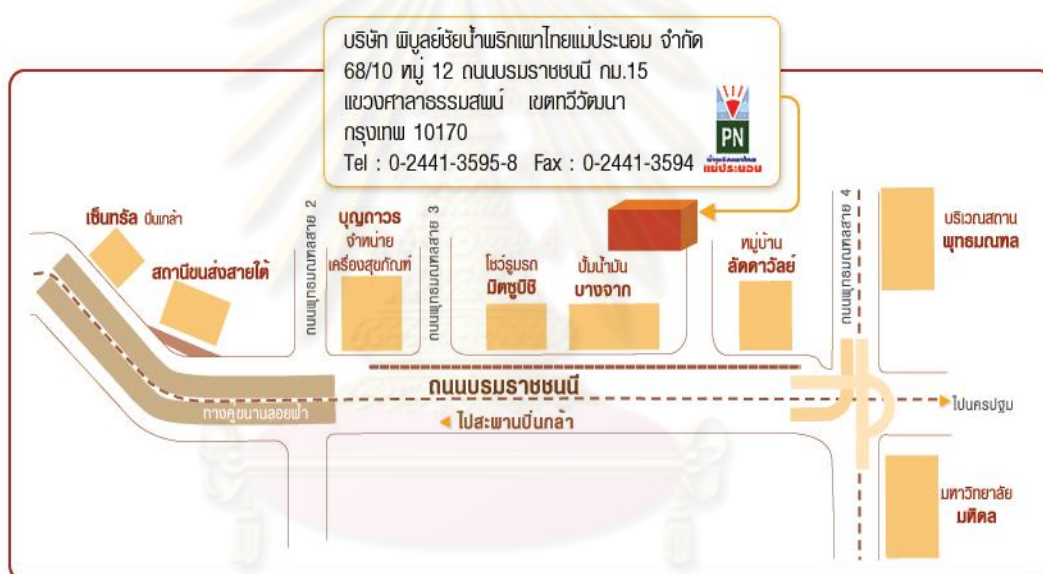 บริษัท พิบูลย์ชัยน้ำพริกเผาไทยแม่ประนอม จำกัด
68/10 หมู่ 12 ถนนบรมราชชนนี กม.15
แขวงศาลาธรรมสพน์ เขตทวีวัฒนา
กรุงเทพ 10170
Tel : 0-2441-3595-8 Fax : 0-2441-3594
PN
น้ำพริกเผาไทย
แม่ประนอม
เซ็นทรัล ปิ่นเกล้า
สถานีขนส่งสายใต้
ถนนพุทธมณฑลสาย 2
บุญถาวร
จำหน่าย
เครื่องสุขภัณฑ์
ถนนพุทธมณฑลสาย 3
โชว์รูมรถ
มิตซูบิชิ
ปั๊มน้ำมัน
บางจาก
หมู่บ้าน
ลัดดาวัลย์
ถนนพุทธมณฑลสาย 4
บริเวณสถาน
พุทธมณฑล
ถนนบรมราชชนนี
ทางคู่ขนานลอยฟ้า
ไปสะพานปิ่นกล้า
ไปนครปฐม
มหาวิทยาลัย
มหิดล